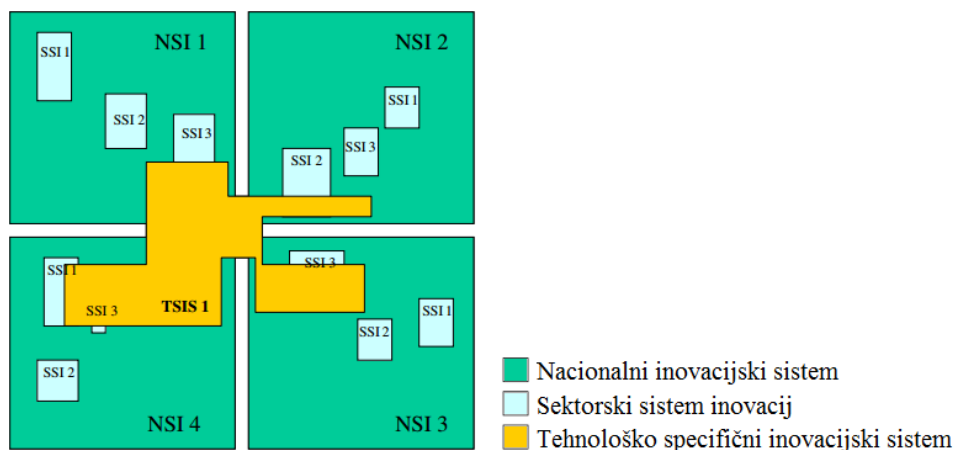 NSI 1
SSI 1
SSI 2
SSI 3
NSI 2
SSI 1
SSI 3
SSI 2
SSI 1
SSI 3
TSIS 1
SSI 2
NSI 4
SSI 3
SSI 1
SSI 2
NSI 3
Nacionalni inovacijski sistem
Sektorski sistem inovacij
Tehnološko specifični inovacijski sistem